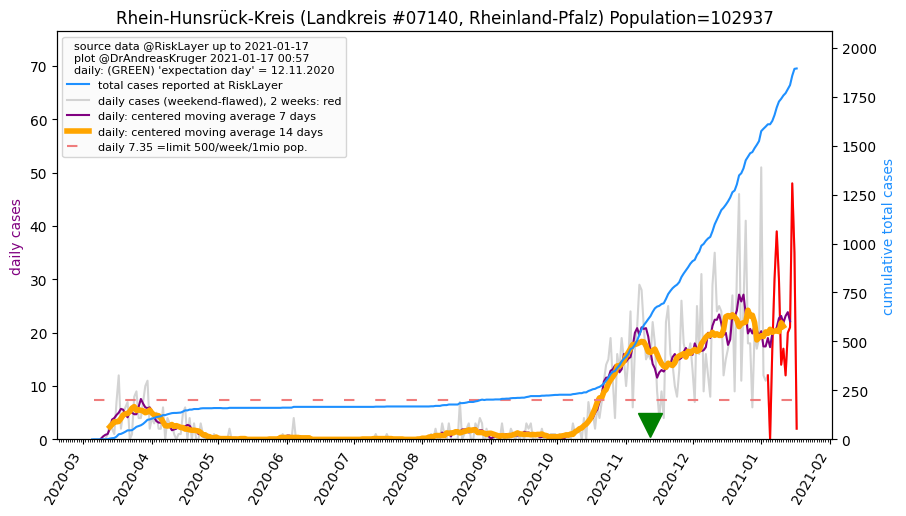 Rhein-Hunsrück-Kreis (Landkreis #07140, Rheinland-Pfalz) Population=102937
source data @RiskLayer up to 2021-01-17
plot @DrAndreasKruger 2021-01-17 00:57
daily: (GREEN) 'expectation day' = 12.11.2020
total cases reported at RiskLayer
daily cases (weekend-flawed), 2 weeks: red
daily: centered moving average 7 days
daily: centered moving average 14 days
daily 7.35 =limit 500/week/1mio pop.
daily cases
70
60
50
40
30
20
10
0
cumulative total cases
2000
1750
1500
1250
1000
750
500
250
0
2020-03
2020-04
2020-05
2020-06
2020-07
2020-08
2020-09
2020-10
2020-11
2020-12
2021-01
2021-02